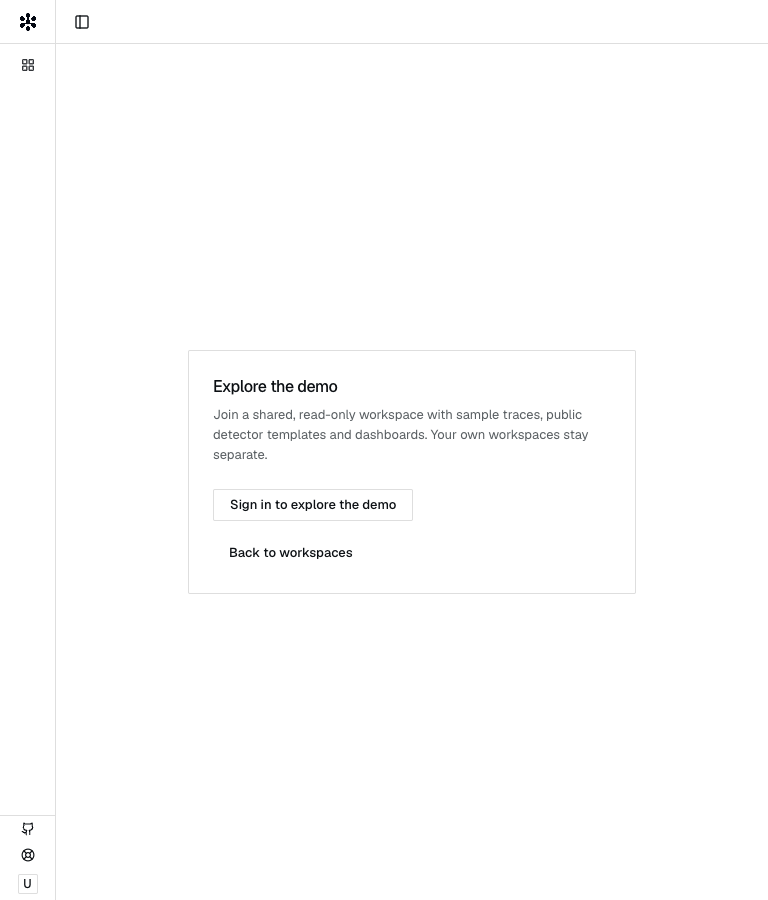 Explore the demo
Join a shared, read-only workspace with sample traces, public
detector templates and dashboards. Your own workspaces stay
separate.
Sign in to explore the demo
Back to workspaces
U